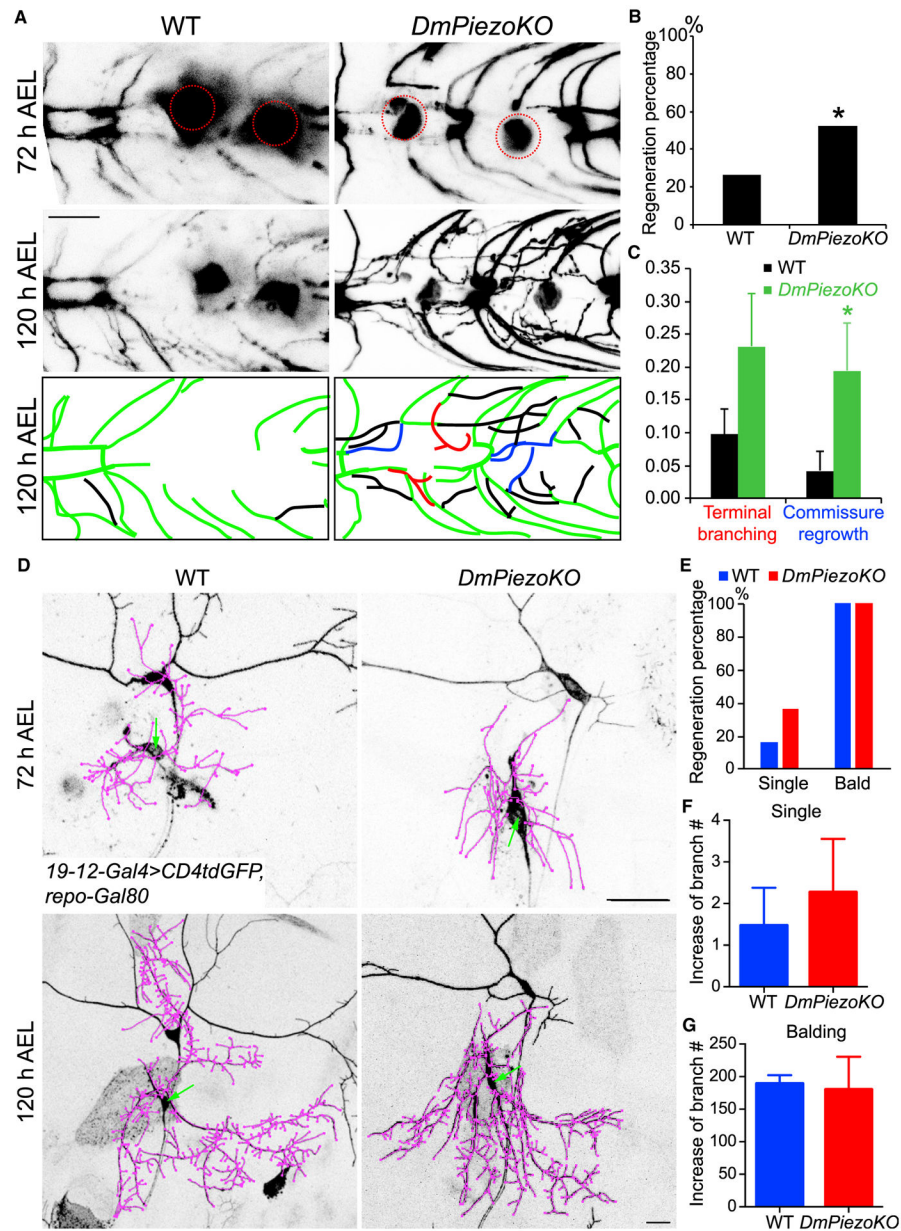 A
WT
DmPiezoKO
72 h AEL
120 h AEL
120 h AEL
B
%
Regeneration percentage
100
80
60
40
20
0
*
WT
DmPiezoKO
C
WT
DmPiezoKO
0.35
0.30
0.25
0.20
0.15
0.10
0.05
0.00
*
Terminal
branching
Commissure
regrowth
D
WT
DmPiezoKO
72 h AEL
19-12-Gal4>CD4tdGFP,
repo-Gal80
120 h AEL
E
WT
DmPiezoKO
%
Regeneration percentage
100
80
60
40
20
0
Single
Bald
F
Single
Increase of branch #
4
2
0
WT
DmPiezoKO
G
Balding
Increase of branch #
250
200
150
100
50
0
WT
DmPiezoKO